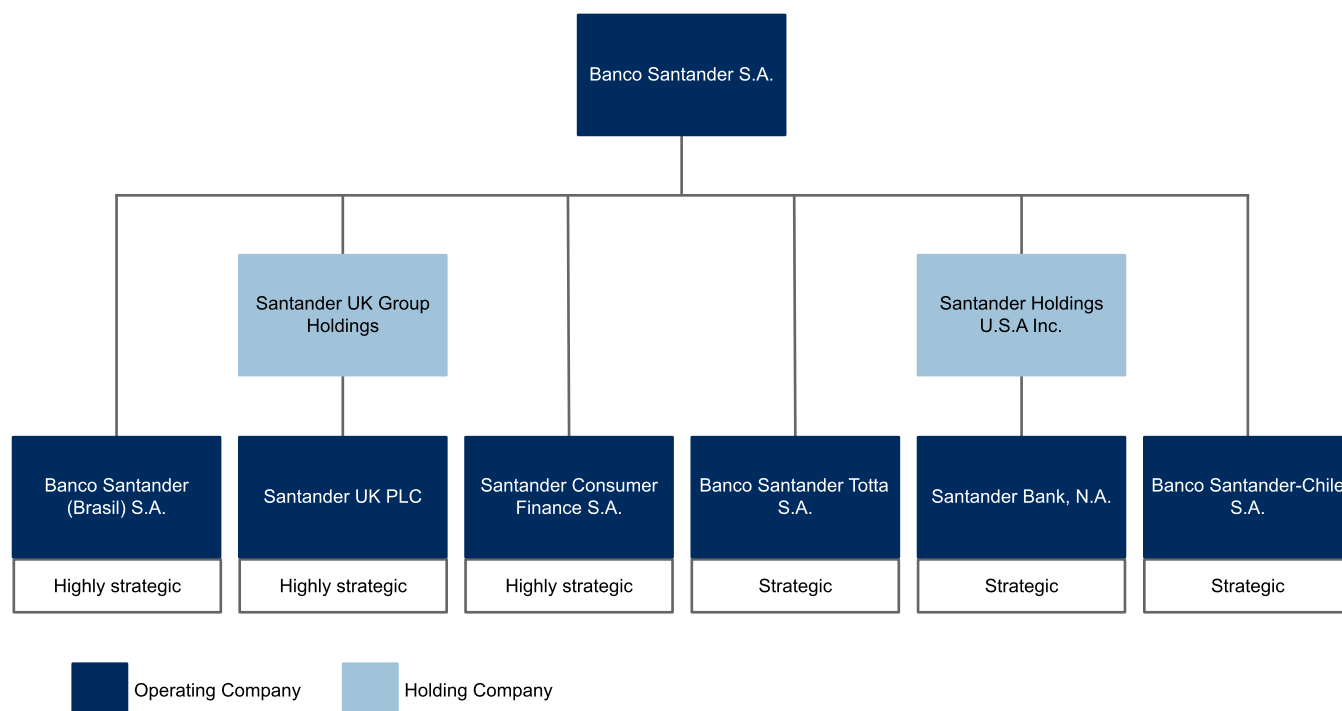 Banco Santander S.A.
Santander UK Group
Holdings
Santander Holdings
U.S.A Inc.
Banco Santander
(Brasil) S.A.
Santander UK PLC
Santander Consumer
Finance S.A.
Banco Santander Totta
S.A.
Santander Bank, N.A.
Banco Santander-Chile
S.A.
Highly strategic
Highly strategic
Highly strategic
Strategic
Strategic
Strategic
Operating Company
Holding Company